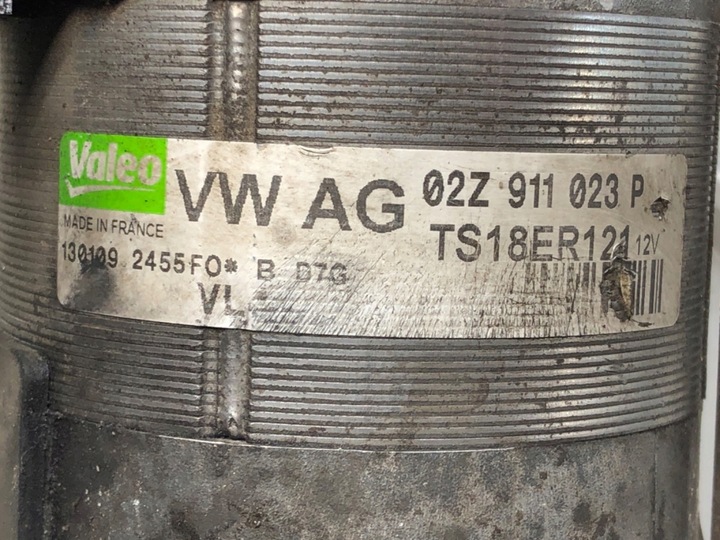 Valeo VW AG 02Z 911 023 P
MADE IN FRANCE TS18ER121 12V
130109 2455FO* B D7G
VL